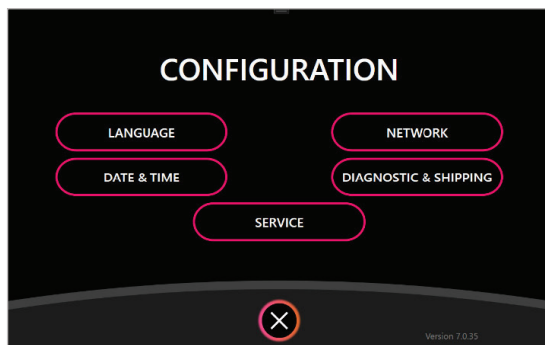 CONFIGURATION
LANGUAGE
NETWORK
DATE & TIME
DIAGNOSTIC & SHIPPING
SERVICE
Version 7.0.35